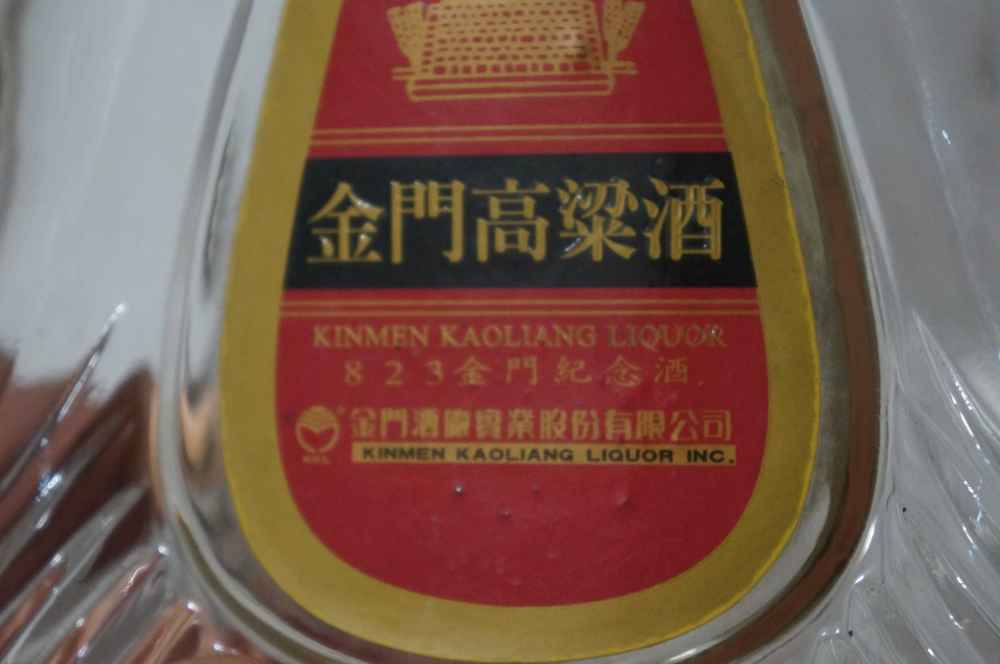 金門高粱酒
KINMEN KAOLIANG LIQUOR
823金門紀念酒
金門酒廠實業股份有限公司
KINMEN KAOLIANG LIQUOR INC.